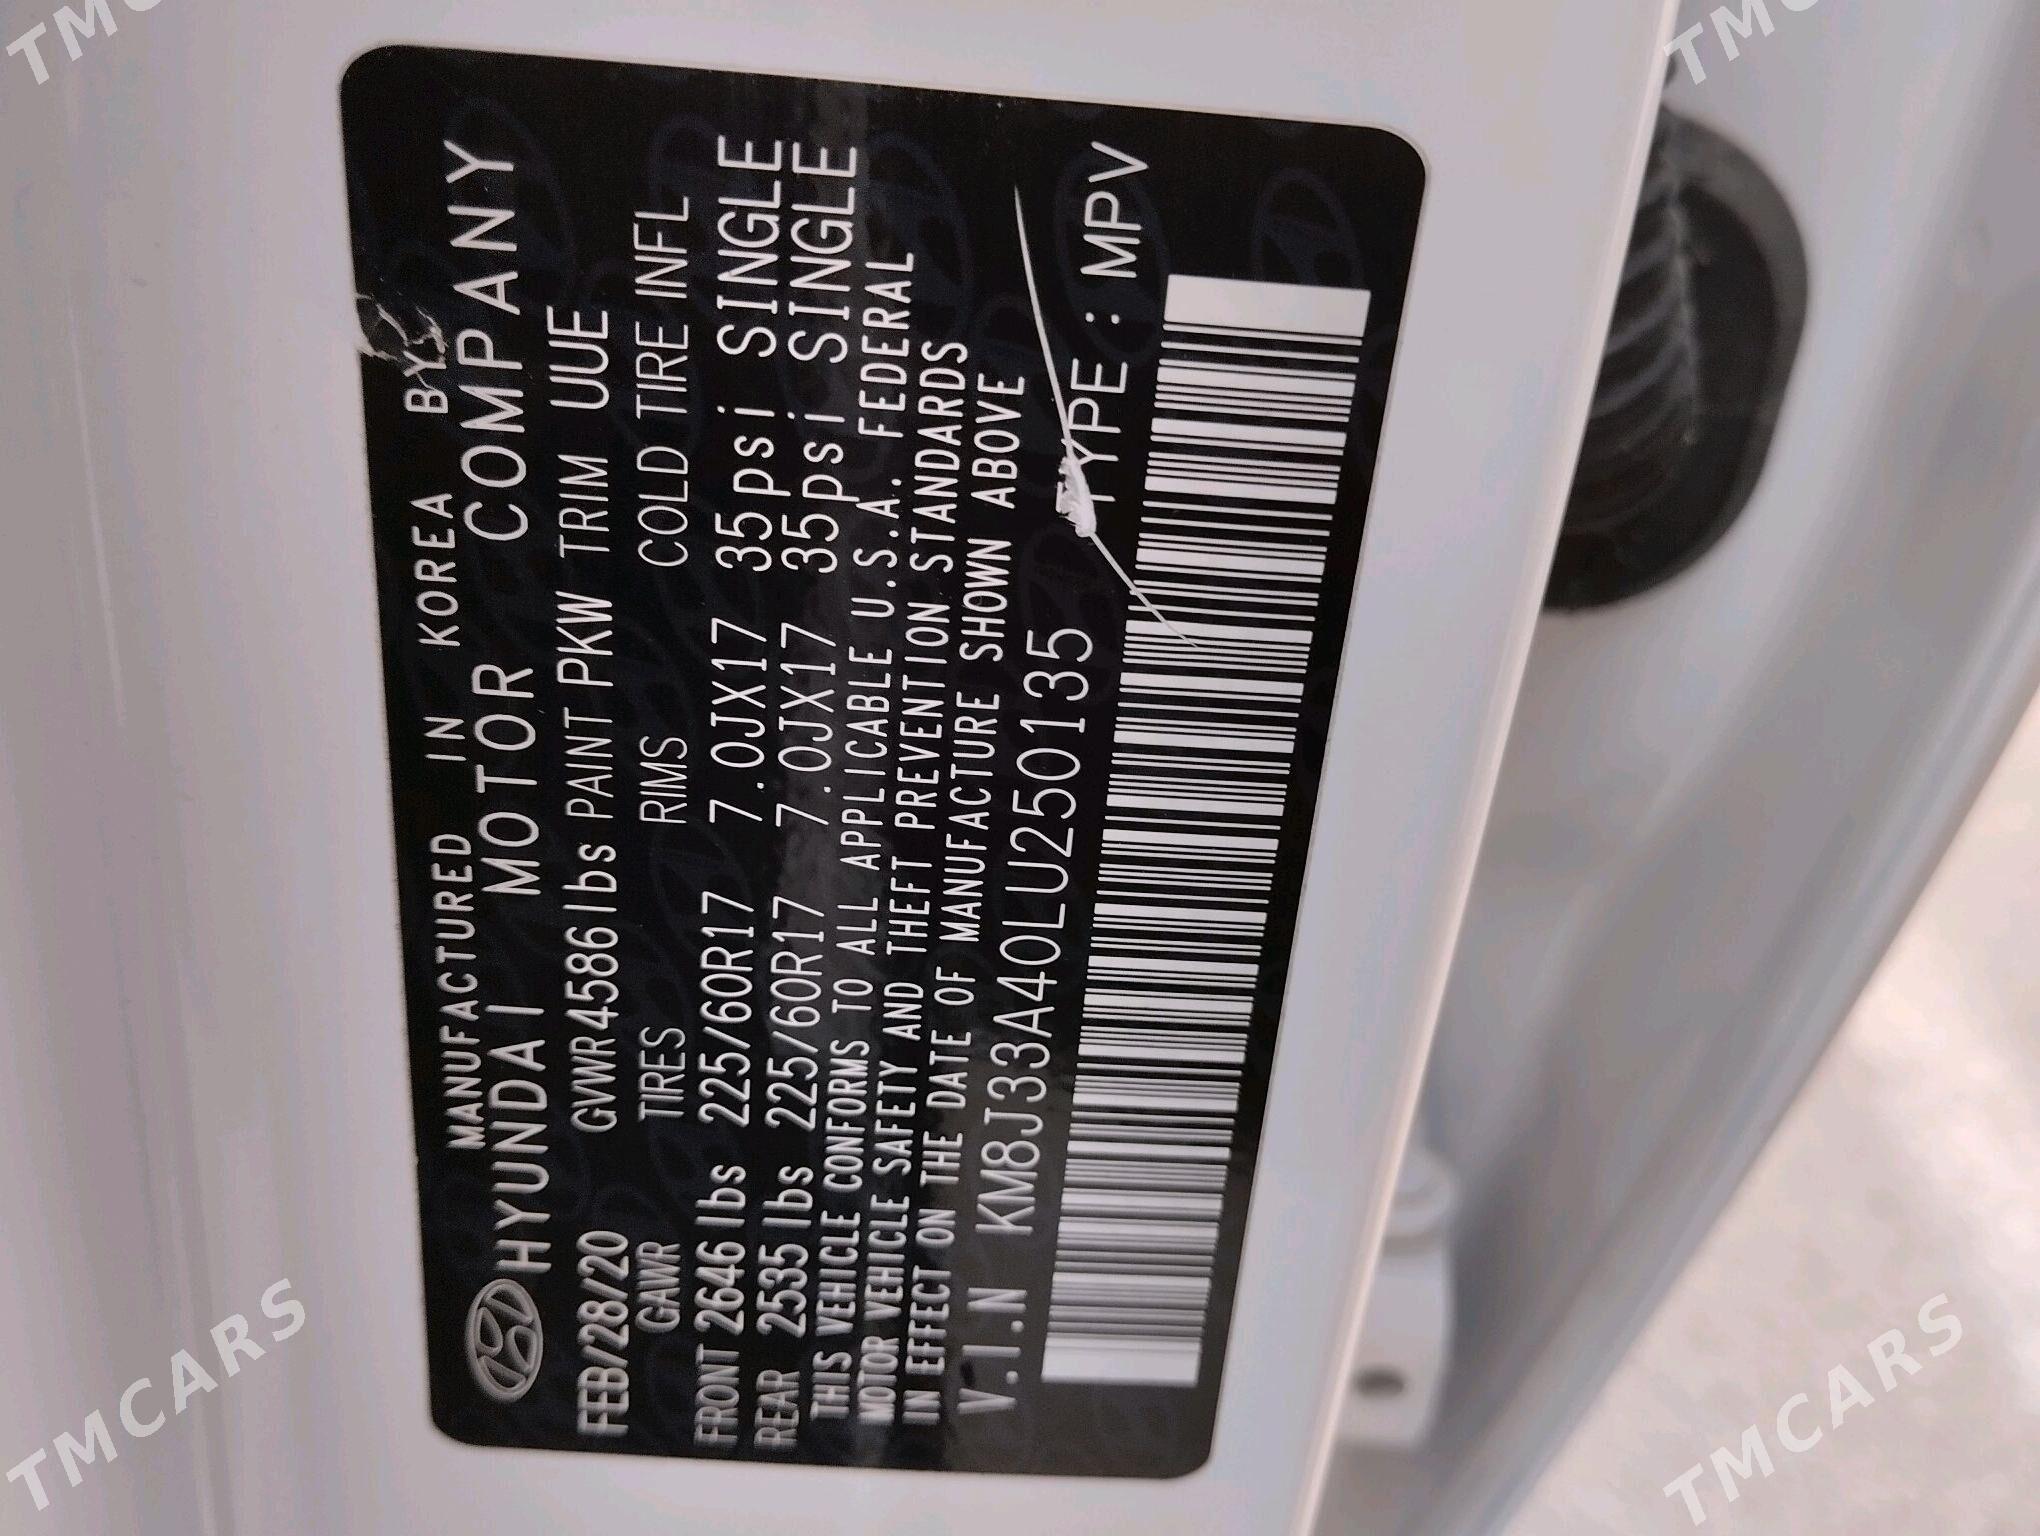 MANUFACTURED IN KOREA BY
HYUNDAI MOTOR COMPANY
FEB/28/20 GVWR 4586 lbs PAINT PKW TRIM UUE
GAWR TIRES RIMS COLD TIRE INFL
FRONT 2646 lbs 225/60R17 7.0JX17 35psi SINGLE
REAR 2535 lbs 225/60R17 7.0JX17 35psi SINGLE
THIS VEHICLE CONFORMS TO ALL APPLICABLE U.S.A. FEDERAL
MOTOR VEHICLE SAFETY AND THEFT PREVENTION STANDARDS
IN EFFECT ON THE DATE OF MANUFACTURE SHOWN ABOVE
V.I.N KM8J33A40LU250135 TYPE : MPV
TMCARS
TMCARS